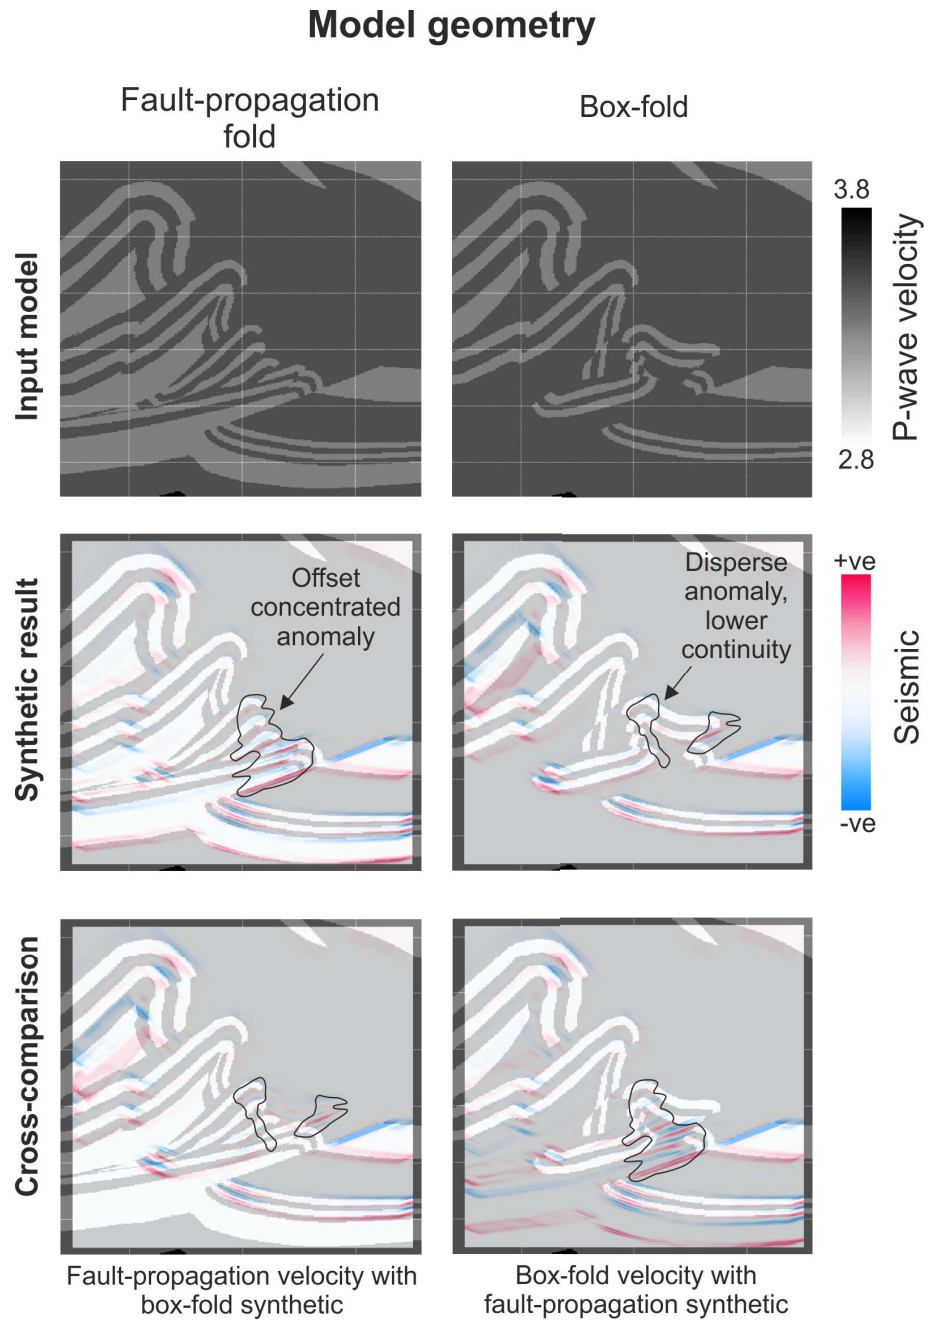 Model geometry
Fault-propagation
fold
Box-fold
Input model
3.8
P-wave velocity
2.8
Synthetic result
Offset
concentrated
anomaly
Disperse
anomaly,
lower
continuity
+ve
Seismic
-ve
Cross-comparison
Fault-propagation velocity with
box-fold synthetic
Box-fold velocity with
fault-propagation synthetic